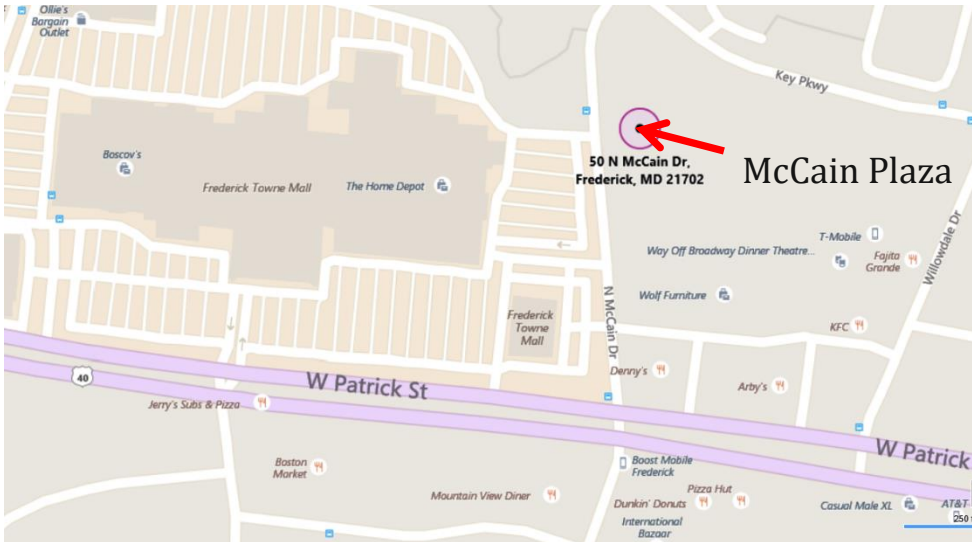 Ollie's
Bargain
Outlet
Key Pkwy
50 N McCain Dr,
Frederick, MD 21702
McCain Plaza
Boscov's
Frederick Towne Mall
The Home Depot
Willowdale Dr
T-Mobile
Way Off Broadway Dinner Theatre...
Fajita
Grande
Wolf Furniture
N McCain Dr
Frederick
Towne
Mall
KFC
Denny's
Arby's
40
W Patrick St
Jerry's Subs & Pizza
W Patrick
Boston
Market
Boost Mobile
Frederick
Mountain View Diner
Pizza Hut
Dunkin' Donuts
Casual Male XL
AT&T
International
Bazaar
250